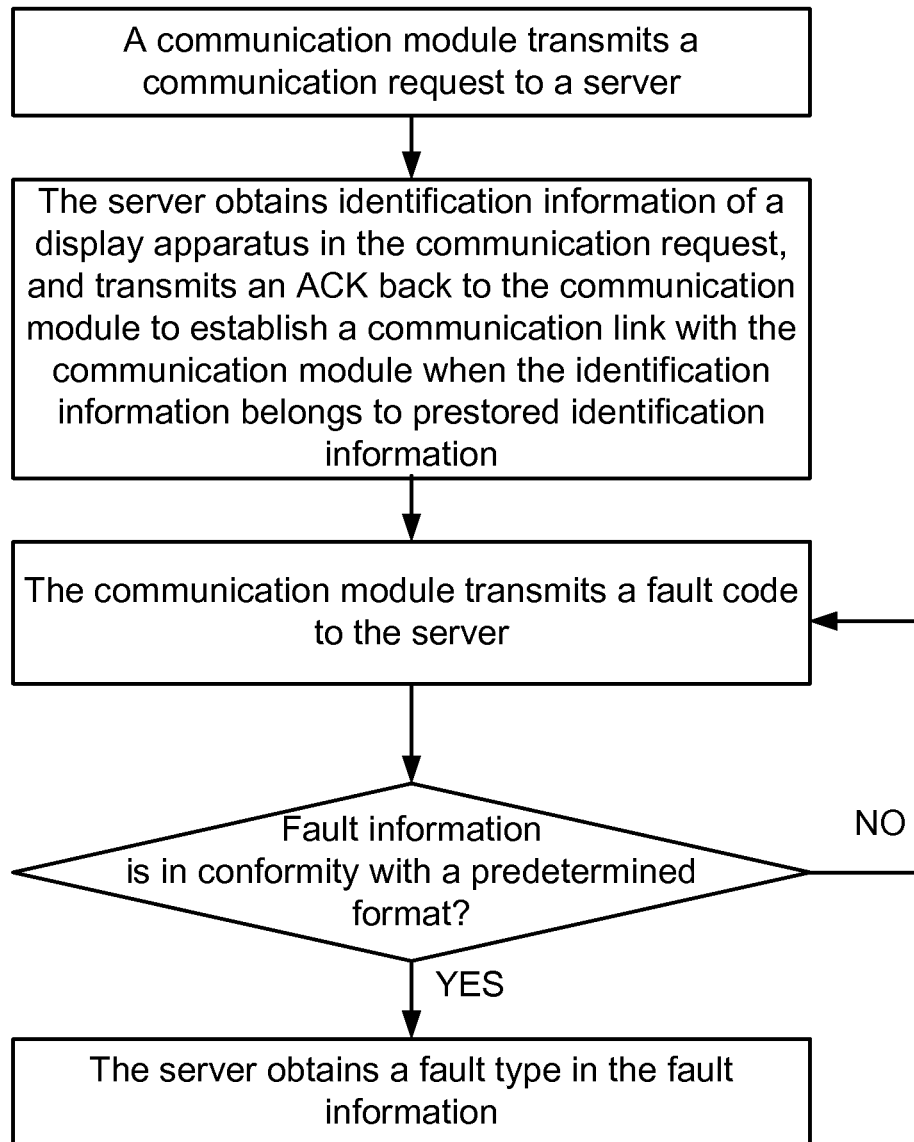 A communication module transmits a
communication request to a server
The server obtains identification information of a
display apparatus in the communication request,
and transmits an ACK back to the communication
module to establish a communication link with the
communication module when the identification
information belongs to prestored identification
information
The communication module transmits a fault code
to the server
Fault information
is in conformity with a predetermined
format?
NO
YES
The server obtains a fault type in the fault
information